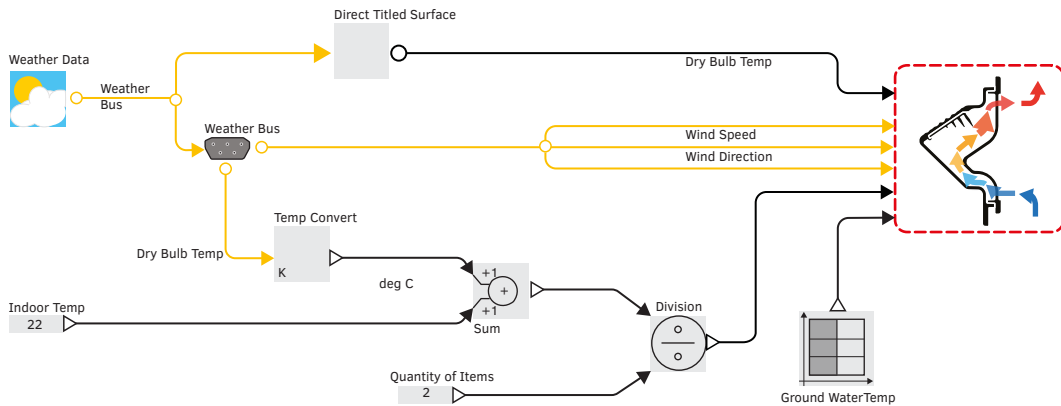 Direct Titled Surface
Weather Data
Weather
Bus
Dry Bulb Temp
Weather Bus
Wind Speed
Wind Direction
Temp Convert
Dry Bulb Temp
K
deg C
+1
+
+1
Sum
Indoor Temp
22
Division
Quantity of Items
2
Ground WaterTemp